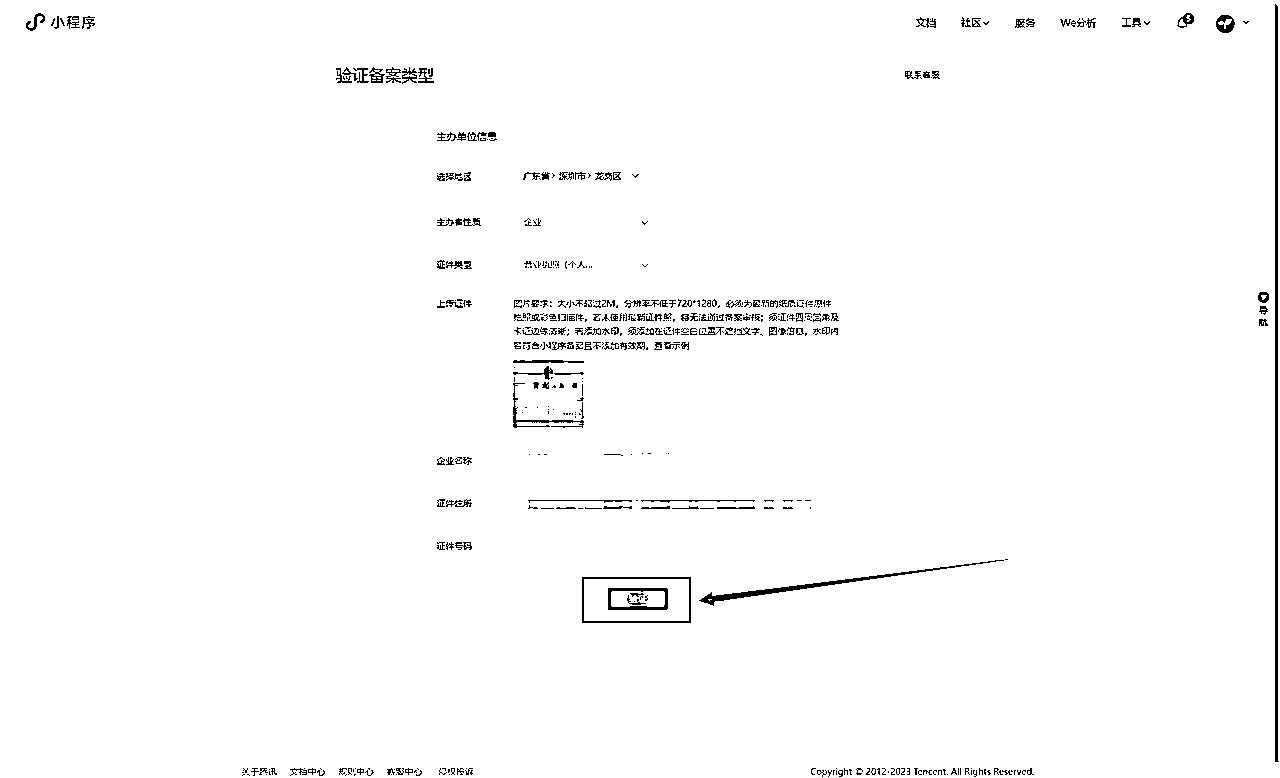 小程序
文档 社区 服务 We分析 工具
验证备案类型
联系客服
主办单位信息
选择地区 广东省 > 深圳市 > 龙岗区
主办者性质 企业
证件类型 营业执照（个人...
上传证件 照片要求：大小不超过2M，分辨率不低于720*1280，必须为最新的纸质证件原件
拍照或彩色扫描件，若未使用最新证件照，将无法通过备案审核；须证件四周完整及
卡证边缘清晰；若添加水印，须添加在证件空白位置不遮挡文字、图像信息，水印内
容符合小程序备案且不添加有效期，查看示例
企业名称
证件住所
证件号码
导航
关于腾讯 文档中心 规则中心 客服中心 侵权投诉
Copyright © 2012-2023 Tencent. All Rights Reserved.